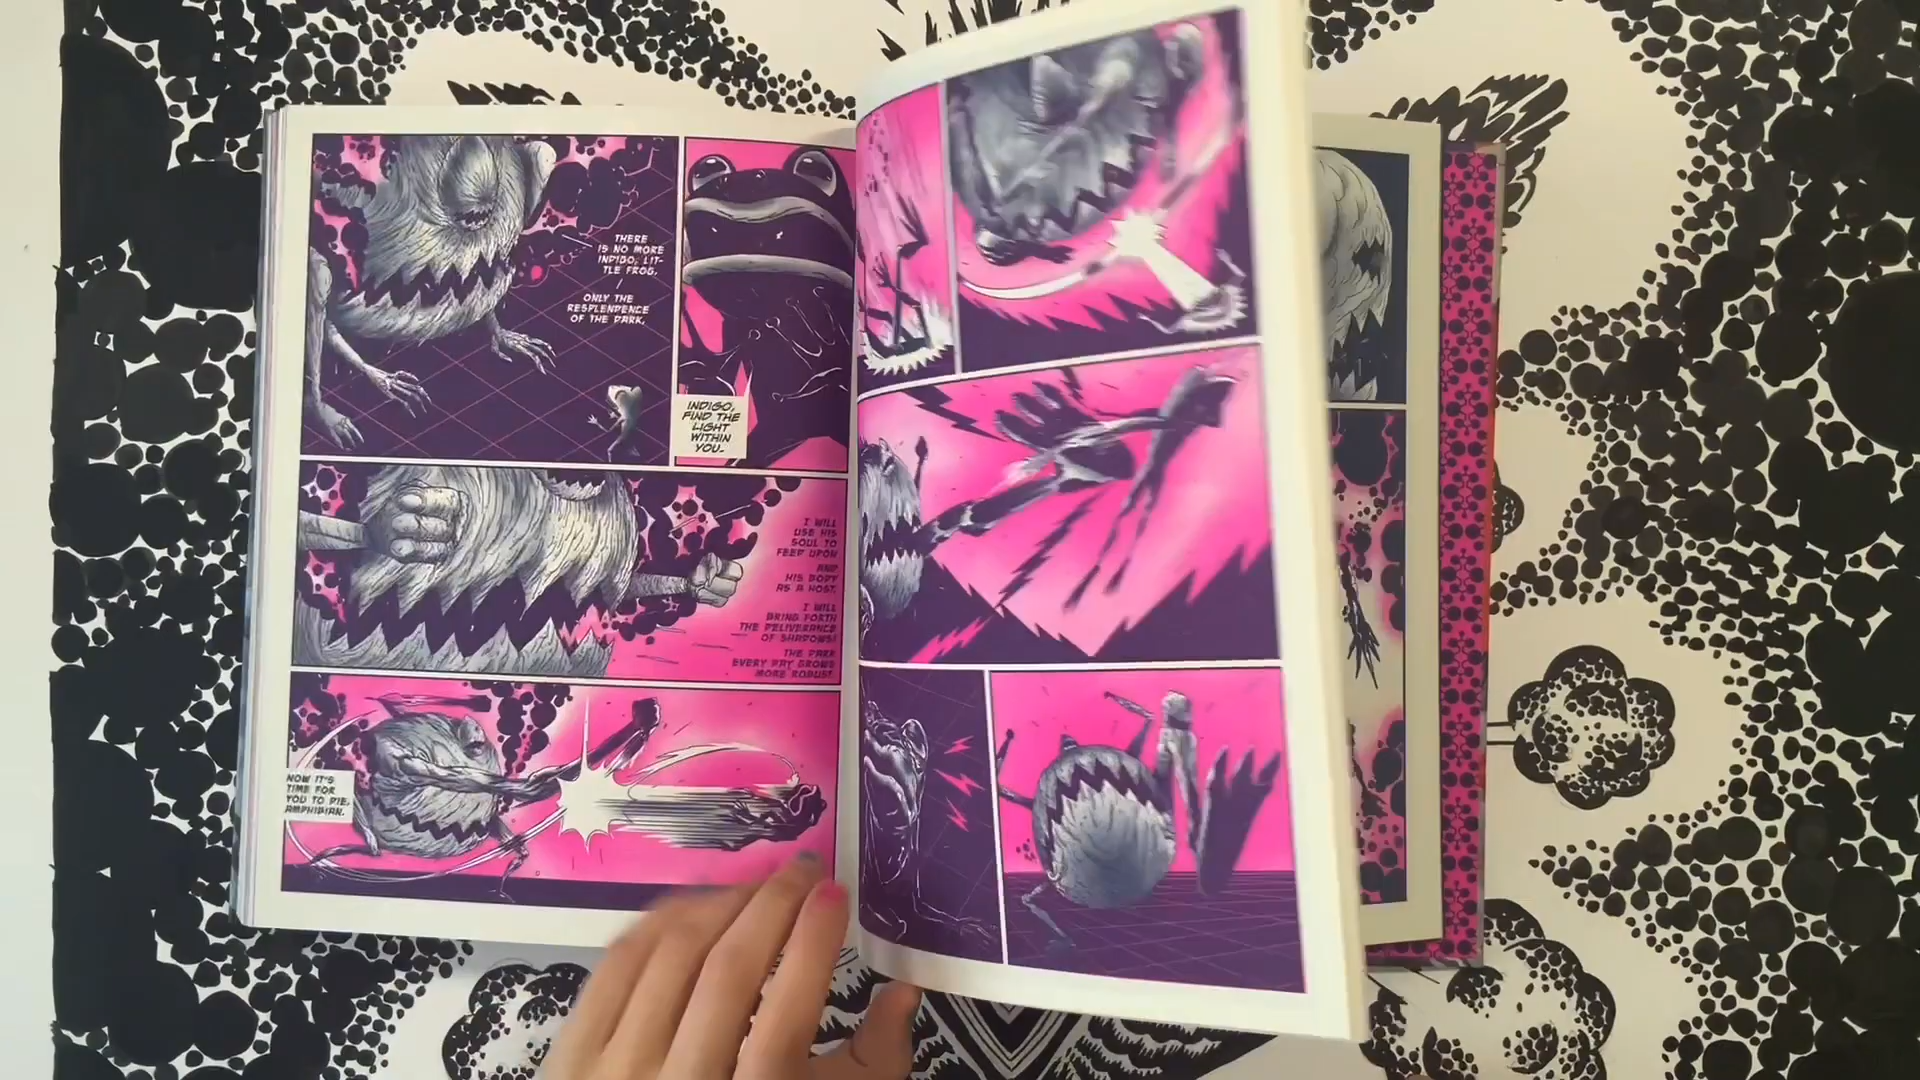 THERE
IS NO MORE
INDIGO, LIT-
TLE FROG.
ONLY THE
RESPLENDENCE
OF THE DARK.
INDIGO,
FIND THE
LIGHT
WITHIN
YOU-
I WILL
USE HIS
SOUL TO
FEED UPON
AND
HIS BODY
AS A HOST.
I WILL
BRING FORTH
THE DELIVERANCE
OF SHADOWS!
THE DARK
EVERY DAY GROWS
MORE ROBUST.
NOW IT'S
TIME FOR
YOU TO DIE,
AMPHIBIAN.